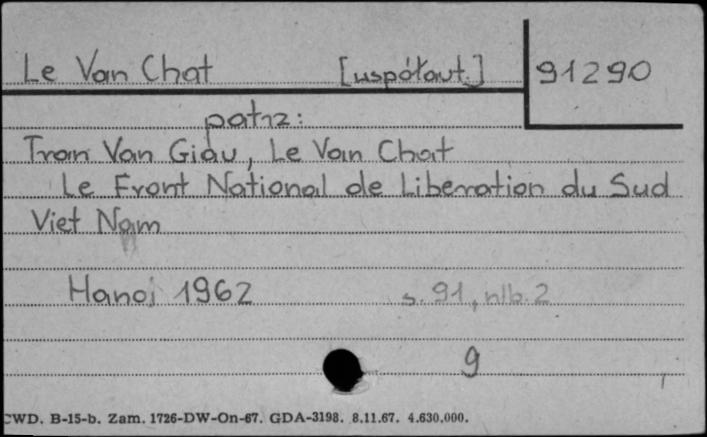 Le Van Chat [uspółaut.] 91290
patrz:
Tran Van Giau, Le Van Chat
Le Front National de Liberration du Sud
Viet Nam
Hanoi 1962 s. 91, nlb. 2
9
CWD. B-15-b. Zam. 1726-DW-On-67. GDA-3198. 8.11.67. 4.630.000.